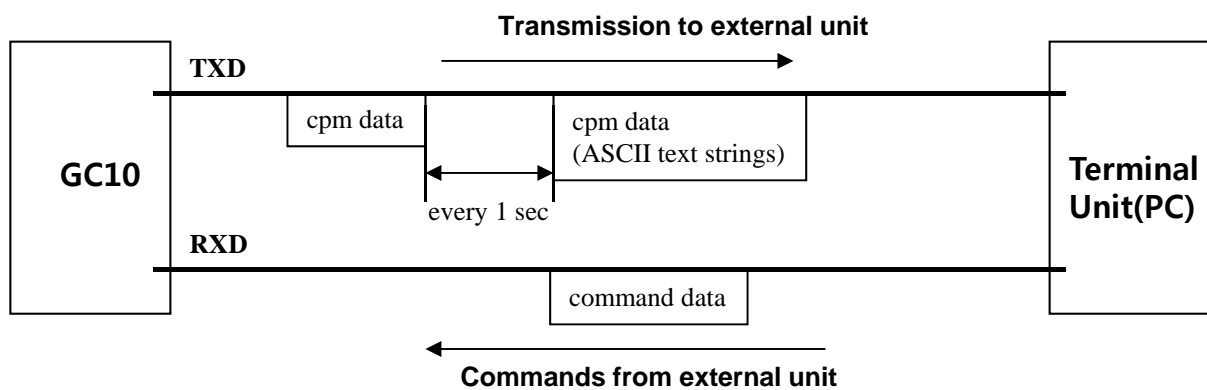 Transmission to external unit
TXD
cpm data
cpm data
(ASCII text strings)
GC10
Terminal
Unit(PC)
every 1 sec
RXD
command data
Commands from external unit